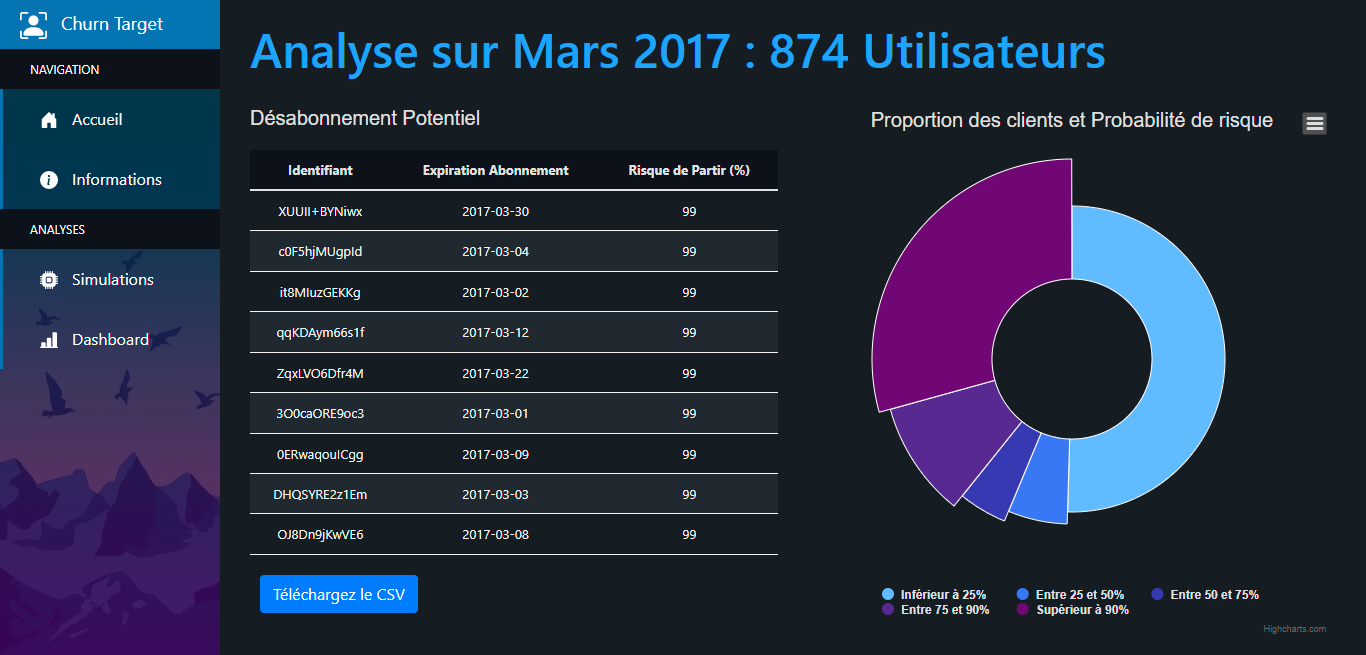 Churn Target
NAVIGATION
Accueil
Informations
ANALYSES
Simulations
Dashboard
Analyse sur Mars 2017 : 874 Utilisateurs
Désabonnement Potentiel
Identifiant Expiration Abonnement Risque de Partir (%)
XUUII+BYNiwx 2017-03-30 99
c0F5hjMUgpId 2017-03-04 99
it8MIuzGEKKg 2017-03-02 99
qqKDAym66s1f 2017-03-12 99
ZqxLVO6Dfr4M 2017-03-22 99
3O0caORE9oc3 2017-03-01 99
0ERwaqouICgg 2017-03-09 99
DHQSYRE2z1Em 2017-03-03 99
OJ8Dn9jKwVE6 2017-03-08 99
Téléchargez le CSV
Proportion des clients et Probabilité de risque
Inférieur à 25% Entre 25 et 50% Entre 50 et 75%
Entre 75 et 90% Supérieur à 90%
Highcharts.com